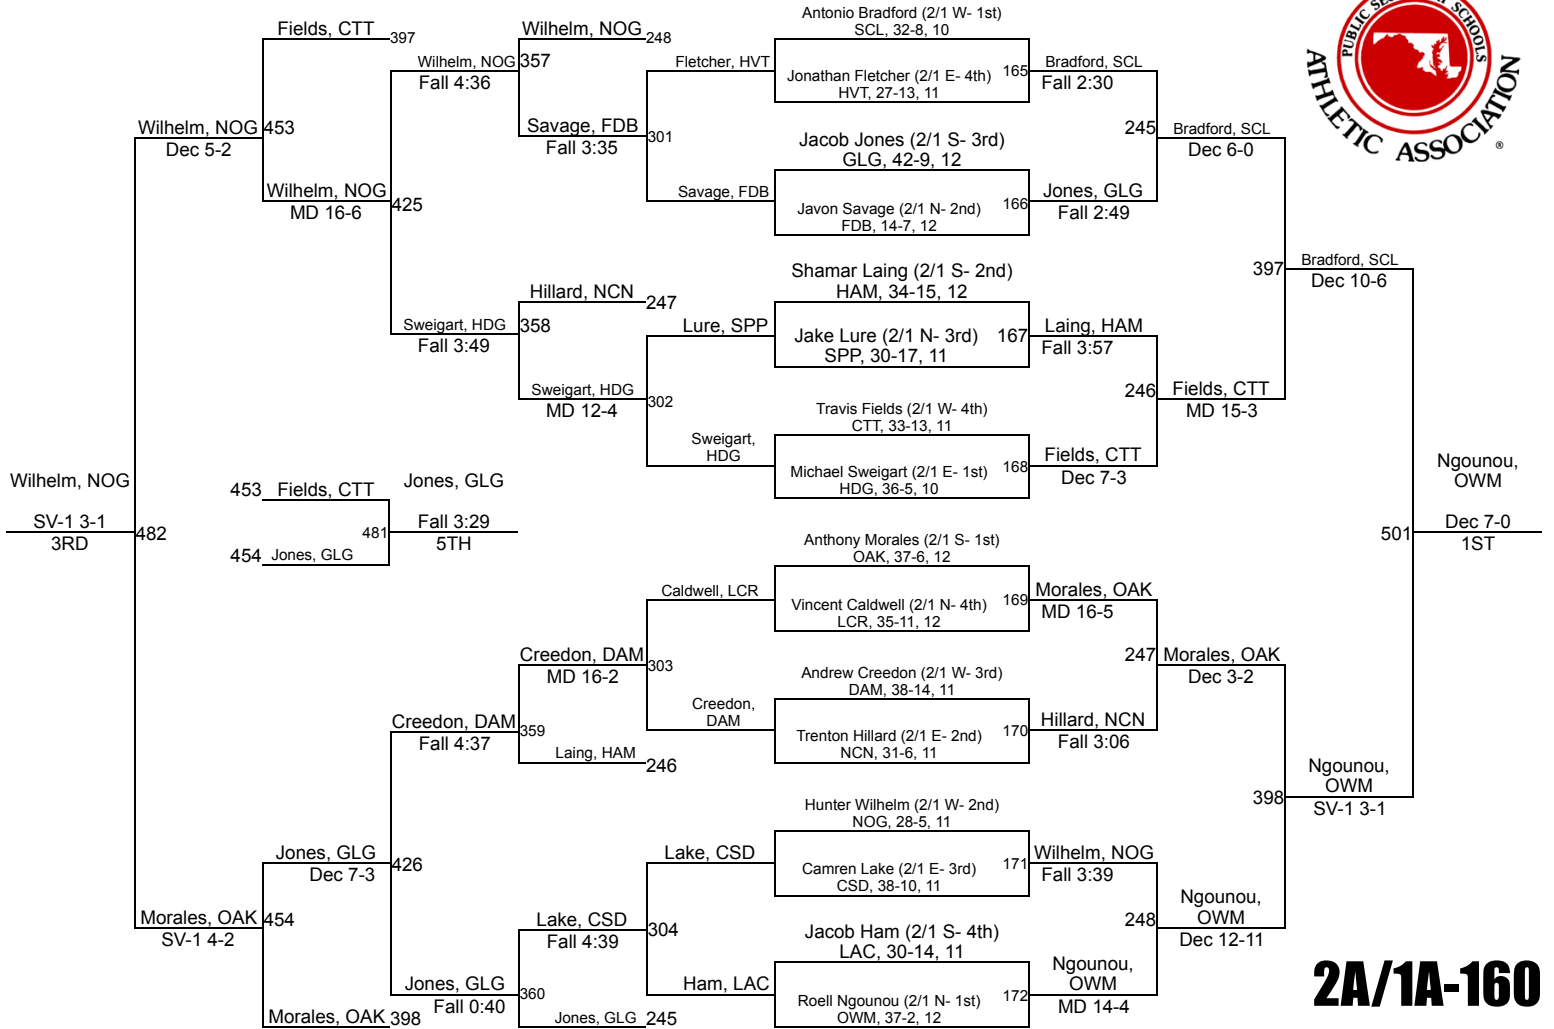 PUBLIC SCHOOLS
ATHLETIC ASSOCIATION
®
Fields, CTT 397
Wilhelm, NOG 357
Fall 4:36
Wilhelm, NOG 248
Fletcher, HVT
Antonio Bradford (2/1 W- 1st)
SCL, 32-8, 10
Jonathan Fletcher (2/1 E- 4th) 165
HVT, 27-13, 11
Bradford, SCL
Fall 2:30
Wilhelm, NOG 453
Dec 5-2
Savage, FDB 301
Fall 3:35
Jacob Jones (2/1 S- 3rd)
GLG, 42-9, 12
245 Bradford, SCL
Dec 6-0
Wilhelm, NOG 425
MD 16-6
Savage, FDB
Javon Savage (2/1 N- 2nd) 166
FDB, 14-7, 12
Jones, GLG
Fall 2:49
Shamar Laing (2/1 S- 2nd)
HAM, 34-15, 12
397 Bradford, SCL
Dec 10-6
Hillard, NCN 247
Sweigart, HDG 358
Fall 3:49
Lure, SPP
Jake Lure (2/1 N- 3rd) 167
SPP, 30-17, 11
Laing, HAM
Fall 3:57
Sweigart, HDG 302
MD 12-4
Travis Fields (2/1 W- 4th)
CTT, 33-13, 11
246 Fields, CTT
MD 15-3
Sweigart,
HDG
Michael Sweigart (2/1 E- 1st) 168
HDG, 36-5, 10
Fields, CTT
Dec 7-3
Wilhelm, NOG
SV-1 3-1
3RD
482
453 Fields, CTT
454 Jones, GLG
481
Jones, GLG
Fall 3:29
5TH
501
Ngounou,
OWM
Dec 7-0
1ST
Anthony Morales (2/1 S- 1st)
OAK, 37-6, 12
Caldwell, LCR
Vincent Caldwell (2/1 N- 4th) 169
LCR, 35-11, 12
Morales, OAK
MD 16-5
Creedon, DAM 303
MD 16-2
Andrew Creedon (2/1 W- 3rd)
DAM, 38-14, 11
247 Morales, OAK
Dec 3-2
Creedon, DAM 359
Fall 4:37
Creedon,
DAM
Trenton Hillard (2/1 E- 2nd) 170
NCN, 31-6, 11
Hillard, NCN
Fall 3:06
Laing, HAM 246
398
Ngounou,
OWM
SV-1 3-1
Hunter Wilhelm (2/1 W- 2nd)
NOG, 28-5, 11
Jones, GLG 426
Dec 7-3
Lake, CSD
Camren Lake (2/1 E- 3rd) 171
CSD, 38-10, 11
Wilhelm, NOG
Fall 3:39
Morales, OAK 454
SV-1 4-2
Lake, CSD 304
Fall 4:39
Jacob Ham (2/1 S- 4th)
LAC, 30-14, 11
248
Ngounou,
OWM
Dec 12-11
Jones, GLG 360
Fall 0:40
Ham, LAC
Roell Ngounou (2/1 N- 1st) 172
OWM, 37-2, 12
Ngounou,
OWM
MD 14-4
Morales, OAK 398
Jones, GLG 245
2A/1A-160